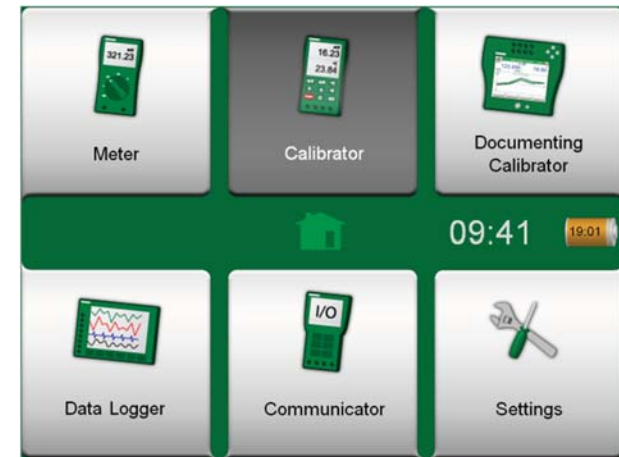 321.23
16.23
23.84
Meter
Calibrator
Documenting
Calibrator
09:41
19:01
I/O
Data Logger
Communicator
Settings